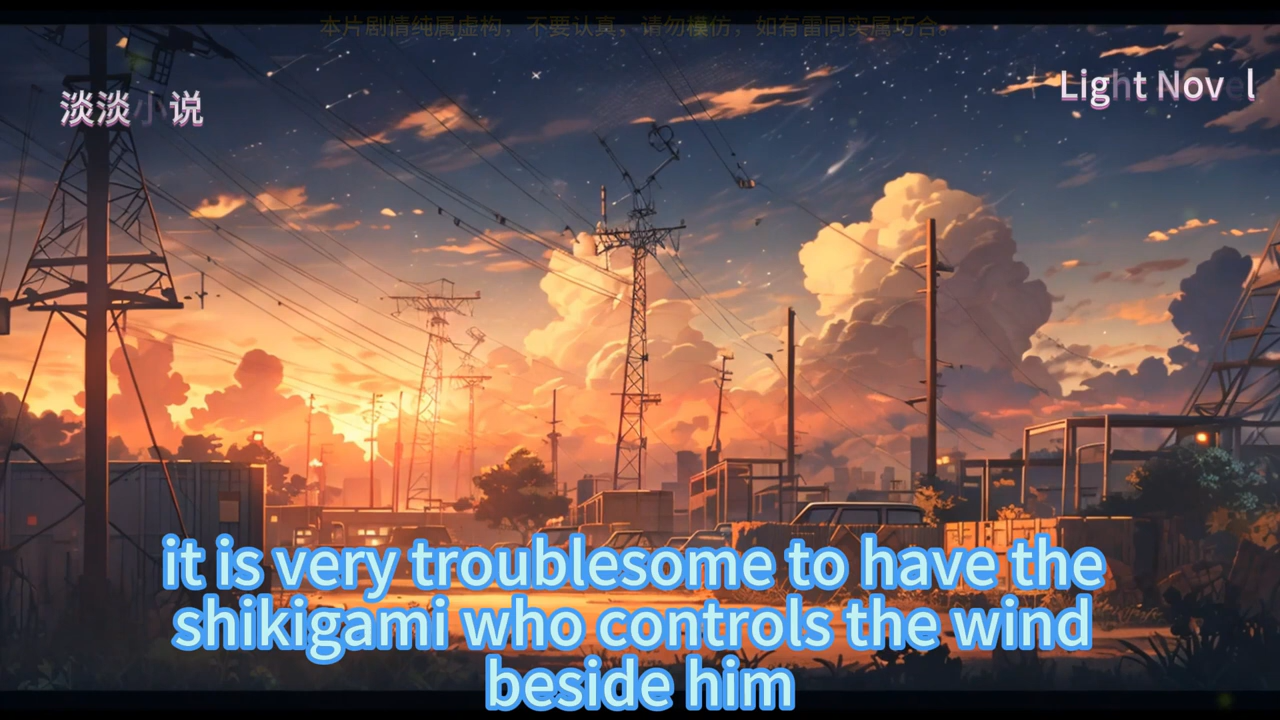 本片剧情纯属虚构，不要认真，请勿模仿，如有雷同实属巧合。
淡淡小说
Light Novel
it is very troublesome to have the
shikigami who controls the wind
beside him